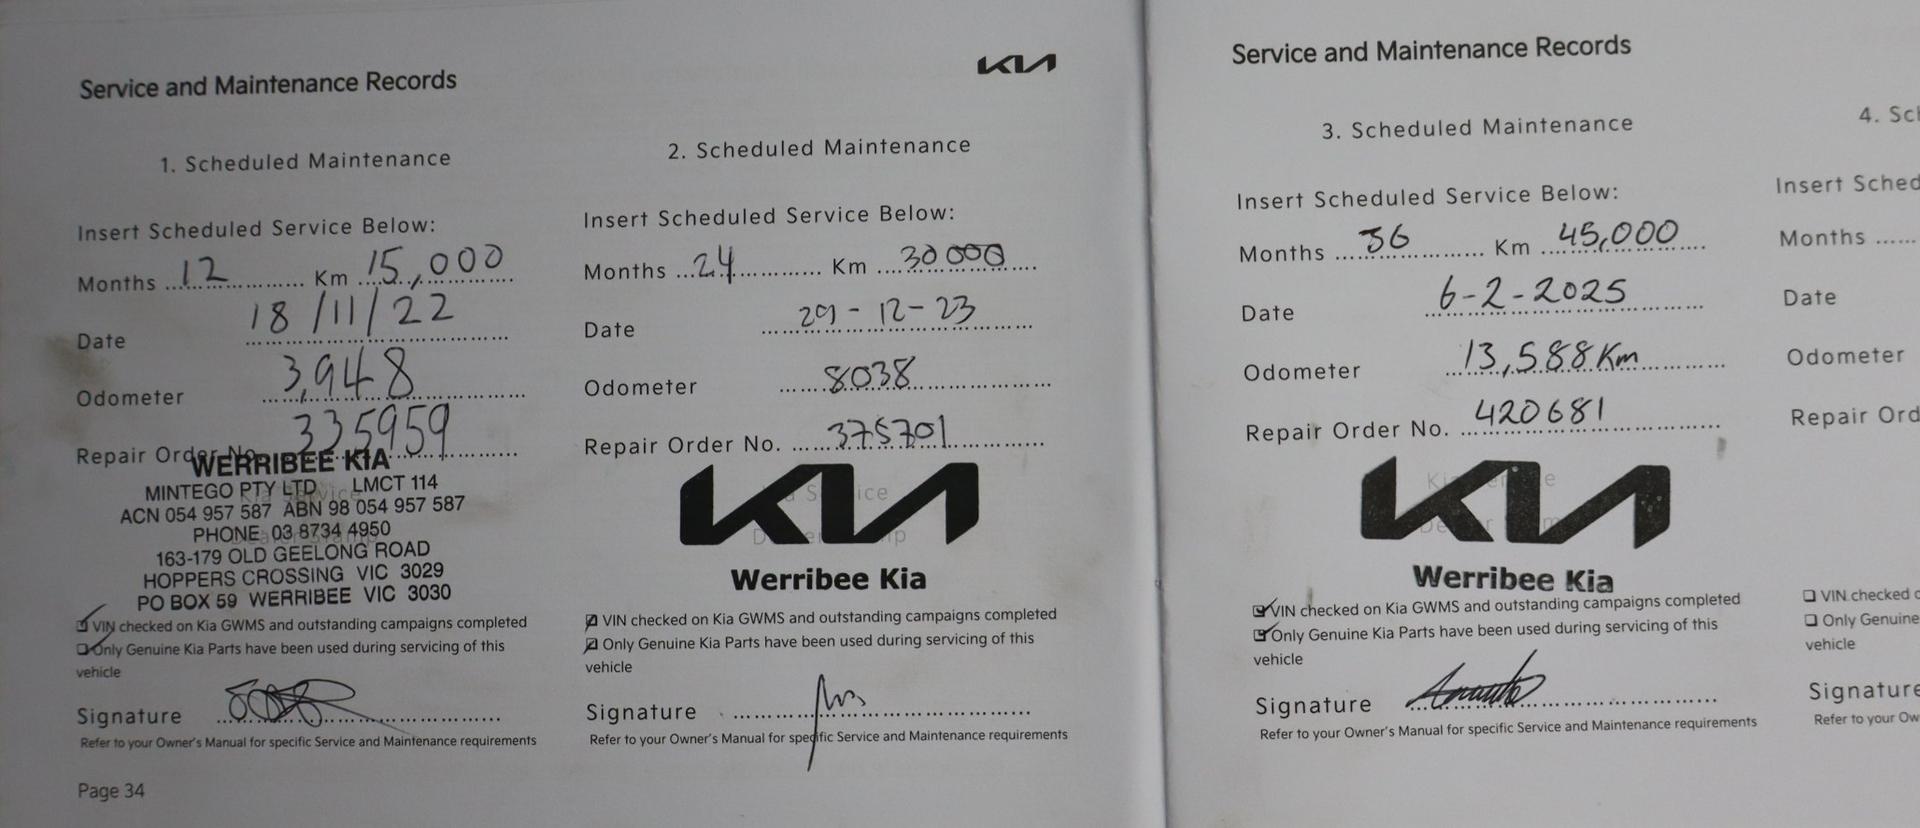 Service and Maintenance Records
KIA
1. Scheduled Maintenance
Insert Scheduled Service Below:
Months 12 Km 15,000
Date 18/11/22
Odometer 3,948
Repair Order No. 335959
WERRIBEE KIA
MINTEGO PTY LTD LMCT 114
ACN 054 957 587 ABN 98 054 957 587
PHONE 03 8734 4950
163-179 OLD GEELONG ROAD
HOPPERS CROSSING VIC 3029
PO BOX 59 WERRIBEE VIC 3030
VIN checked on Kia GWMS and outstanding campaigns completed
Only Genuine Kia Parts have been used during servicing of this
vehicle
Signature
Refer to your Owner's Manual for specific Service and Maintenance requirements
Page 34
2. Scheduled Maintenance
Insert Scheduled Service Below:
Months 24 Km 30000
Date 29-12-23
Odometer 8038
Repair Order No. 375701
KIA
Werribee Kia
VIN checked on Kia GWMS and outstanding campaigns completed
Only Genuine Kia Parts have been used during servicing of this
vehicle
Signature
Refer to your Owner's Manual for specific Service and Maintenance requirements
Service and Maintenance Records
3. Scheduled Maintenance
Insert Scheduled Service Below:
Months 36 Km 45,000
Date 6-2-2025
Odometer 13,588Km
Repair Order No. 420681
KIA
Werribee Kia
VIN checked on Kia GWMS and outstanding campaigns completed
Only Genuine Kia Parts have been used during servicing of this
vehicle
Signature
Refer to your Owner's Manual for specific Service and Maintenance requirements
4. Sch
Insert Sched
Months
Date
Odometer
Repair Ord
VIN checked
Only Genuine
vehicle
Signature
Refer to your Ow